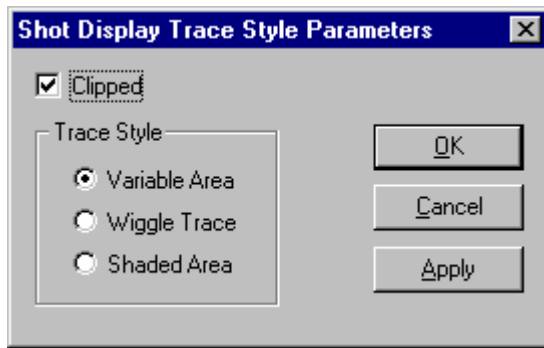 Shot Display Trace Style Parameters
Clipped
Trace Style
Variable Area
Wiggle Trace
Shaded Area
OK
Cancel
Apply